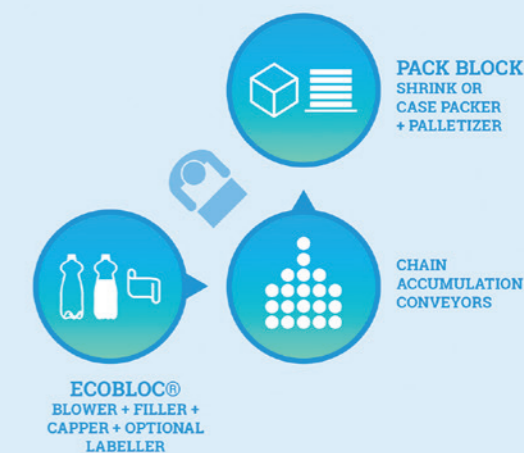 PACK BLOCK
SHRINK OR
CASE PACKER
+ PALLETIZER
CHAIN
ACCUMULATION
CONVEYORS
ECOBLOC®
BLOWER + FILLER +
CAPPER + OPTIONAL
LABELLER